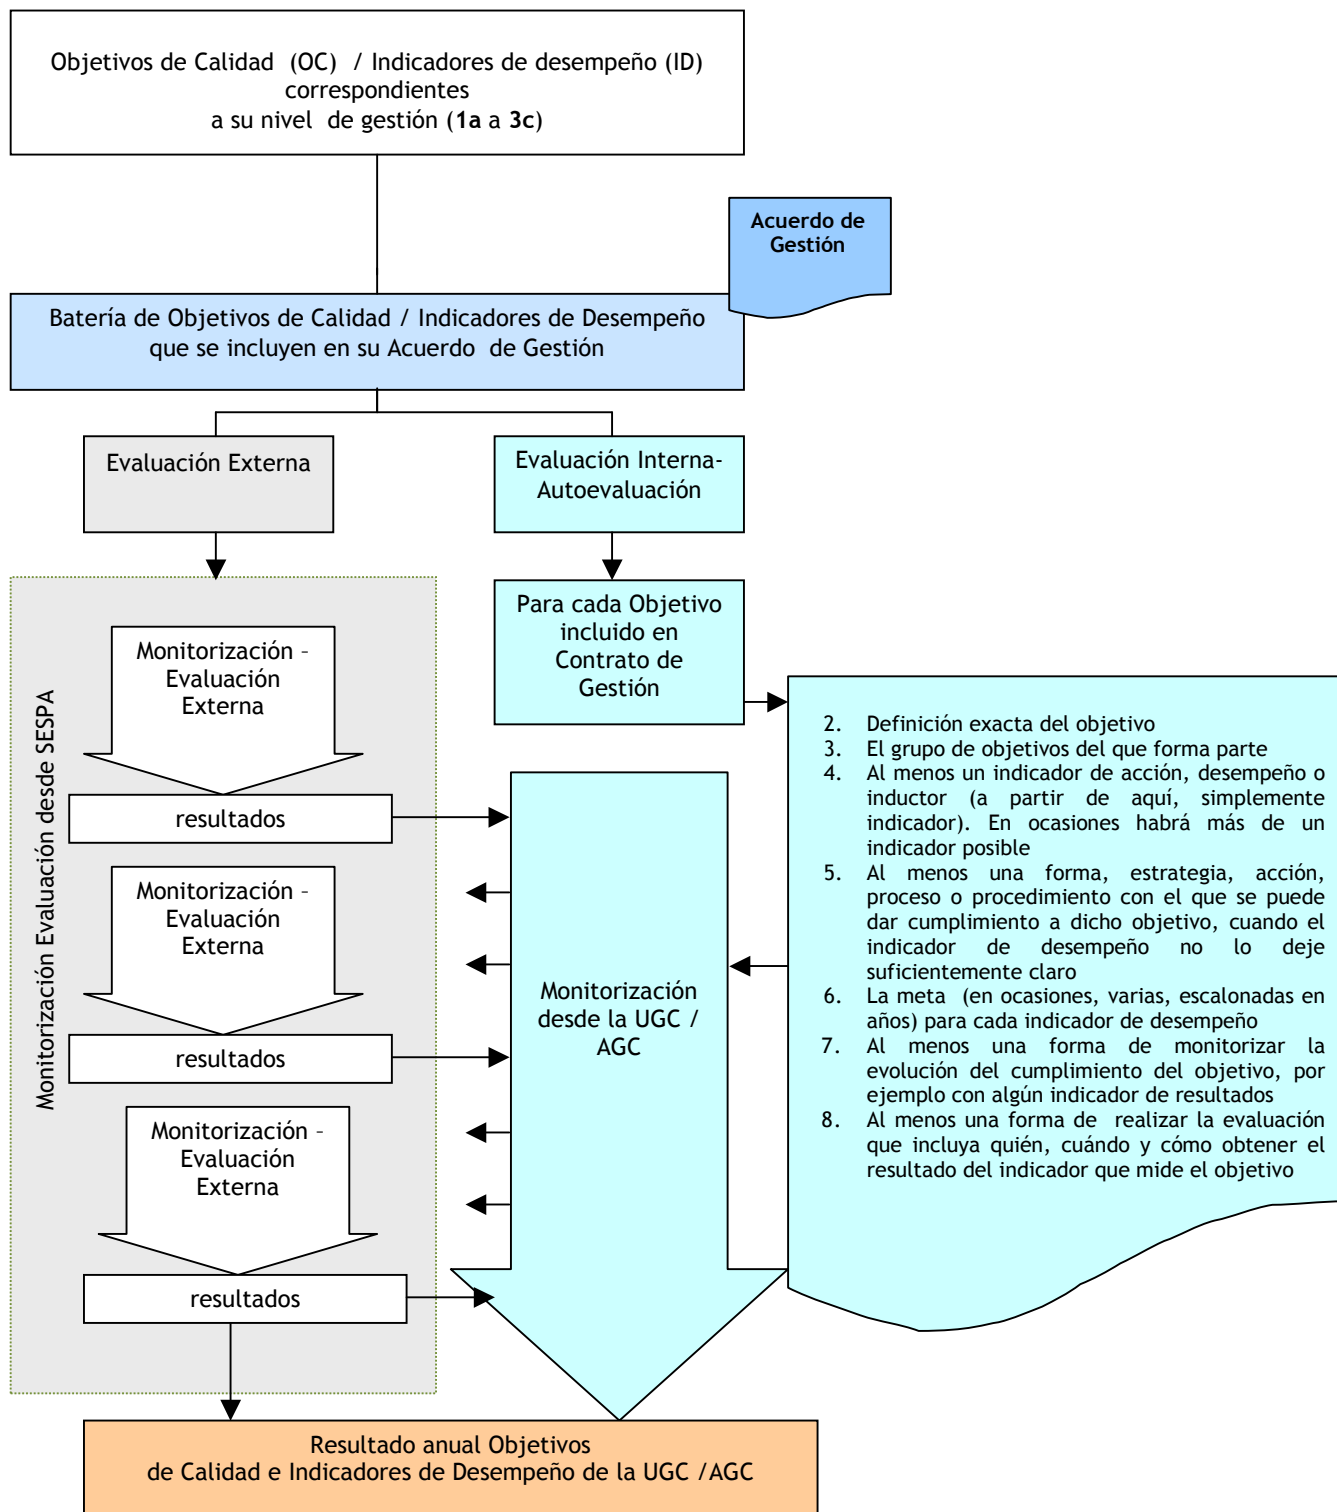 Objetivos de Calidad (OC) / Indicadores de desempeño (ID)
correspondientes
a su nivel de gestión (1a a 3c)
Acuerdo de
Gestión
Batería de Objetivos de Calidad / Indicadores de Desempeño
que se incluyen en su Acuerdo de Gestión
Evaluación Externa
Evaluación Interna-
Autoevaluación
Para cada Objetivo
incluido en
Contrato de
Gestión
Monitorización Evaluación desde SESPA
Monitorización –
Evaluación
Externa
resultados
Monitorización –
Evaluación
Externa
resultados
Monitorización –
Evaluación
Externa
resultados
Monitorización
desde la UGC /
AGC
2. Definición exacta del objetivo
3. El grupo de objetivos del que forma parte
4. Al menos un indicador de acción, desempeño o
inductor (a partir de aquí, simplemente
indicador). En ocasiones habrá más de un
indicador posible
5. Al menos una forma, estrategia, acción,
proceso o procedimiento con el que se puede
dar cumplimiento a dicho objetivo, cuando el
indicador de desempeño no lo deje
suficientemente claro
6. La meta (en ocasiones, varias, escalonadas en
años) para cada indicador de desempeño
7. Al menos una forma de monitorizar la
evolución del cumplimiento del objetivo, por
ejemplo con algún indicador de resultados
8. Al menos una forma de realizar la evaluación
que incluya quién, cuándo y cómo obtener el
resultado del indicador que mide el objetivo
Resultado anual Objetivos
de Calidad e Indicadores de Desempeño de la UGC /AGC